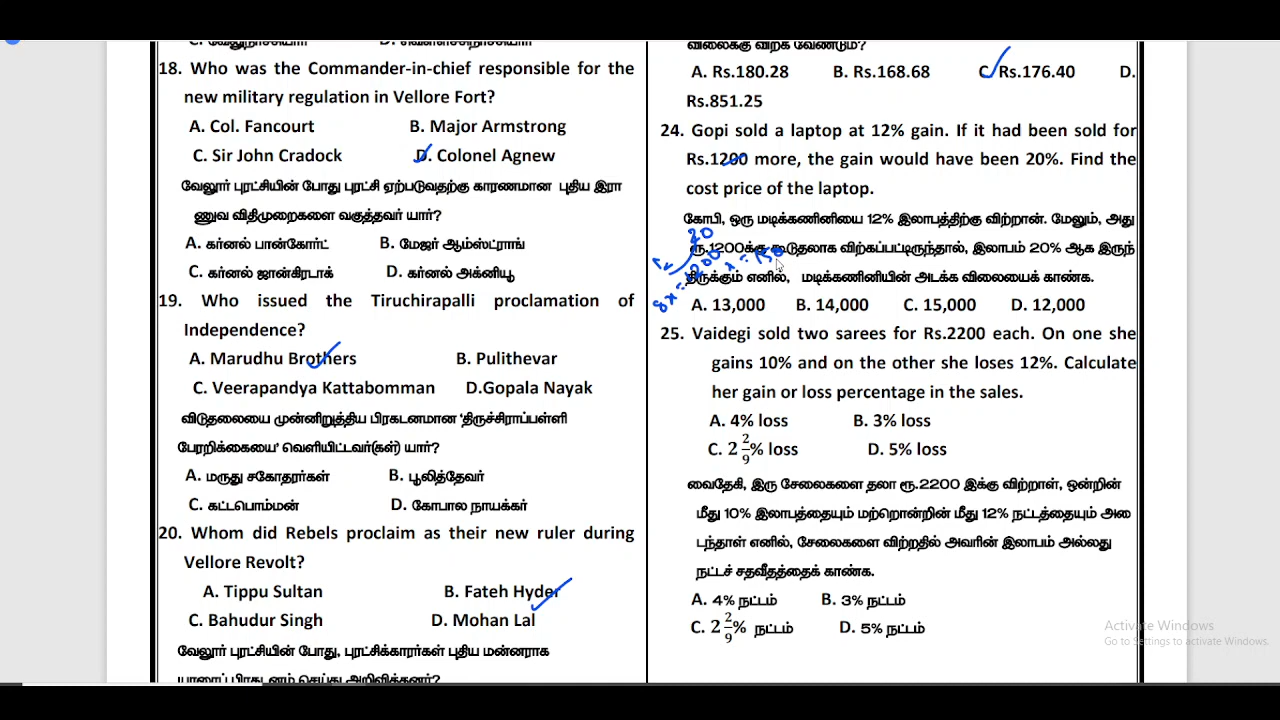 18. Who was the Commander-in-chief responsible for the
new military regulation in Vellore Fort?
A. Col. Fancourt B. Major Armstrong
C. Sir John Cradock D. Colonel Agnew
வேலூர் புரட்சியின் போது புரட்சி ஏற்படுவதற்கு காரணமான புதிய இரா
ணுவ விதிமுறைகளை வகுத்தவர் யார்?
A. கர்னல் பான்கோர்ட் B. மேஜர் ஆம்ஸ்ட்ராங்
C. கர்னல் ஜான்கிரடாக் D. கர்னல் அக்னியூ
19. Who issued the Tiruchirapalli proclamation of
Independence?
A. Marudhu Brothers B. Pulithevar
C. Veerapandya Kattabomman D.Gopala Nayak
விடுதலையை முன்னிறுத்திய பிரகடனமான ‘திருச்சிராப்பள்ளி
பேரறிக்கையை’ வெளியிட்டவர்(கள்) யார்?
A. மருது சகோதரர்கள் B. பூலித்தேவர்
C. கட்டபொம்மன் D. கோபால நாயக்கர்
20. Whom did Rebels proclaim as their new ruler during
Vellore Revolt?
A. Tippu Sultan B. Fateh Hyder
C. Bahudur Singh D. Mohan Lal
வேலூர் புரட்சியின் போது, புரட்சிக்காரர்கள் புதிய மன்னராக
விலைக்கு விற்க வேண்டும்?
A. Rs.180.28 B. Rs.168.68 C. Rs.176.40 D.
Rs.851.25
24. Gopi sold a laptop at 12% gain. If it had been sold for
Rs.1200 more, the gain would have been 20%. Find the
cost price of the laptop.
கோபி, ஒரு மடிக்கணினியை 12% இலாபத்திற்கு விற்றான். மேலும், அது
ரூ.1200க்கு கூடுதலாக விற்கப்பட்டிருந்தால், இலாபம் 20% ஆக இருந்
திருக்கும் எனில், மடிக்கணினியின் அடக்க விலையைக் காண்க.
20
12
8x = 1200
x = 150
A. 13,000 B. 14,000 C. 15,000 D. 12,000
25. Vaidegi sold two sarees for Rs.2200 each. On one she
gains 10% and on the other she loses 12%. Calculate
her gain or loss percentage in the sales.
A. 4% loss B. 3% loss
C. 2 2/9% loss D. 5% loss
வைதேகி, இரு சேலைகளை தலா ரூ.2200 இக்கு விற்றாள், ஒன்றின்
மீது 10% இலாபத்தையும் மற்றொன்றின் மீது 12% நட்டத்தையும் அடை
ந்தாள் எனில், சேலைகளை விற்றதில் அவரின் இலாபம் அல்லது
நட்டச் சதவீதத்தைக் காண்க.
A. 4% நட்டம் B. 3% நட்டம்
C. 2 2/9% நட்டம் D. 5% நட்டம்
Activate Windows
Go to Settings to activate Windows.